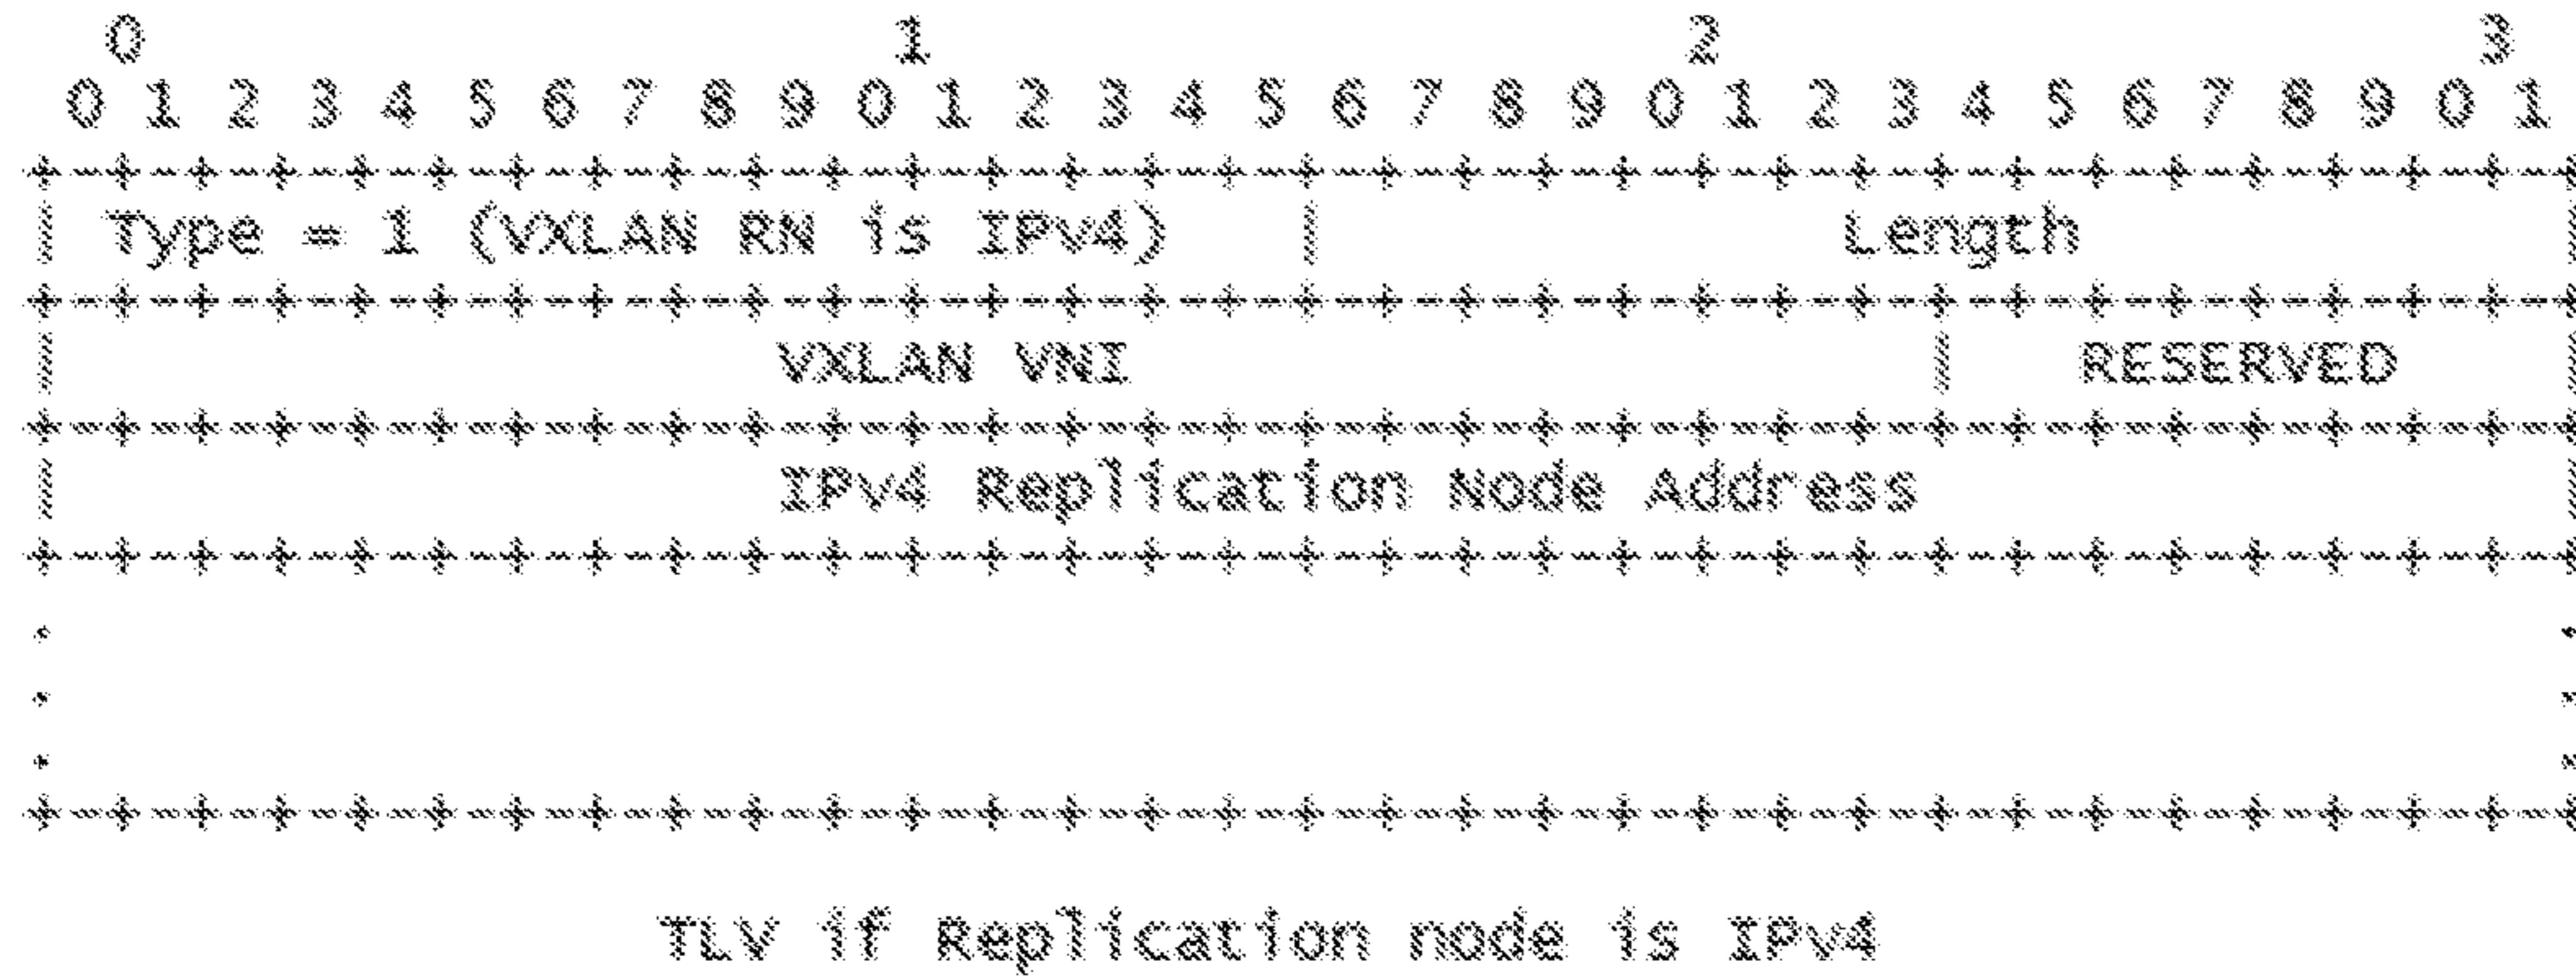 0 1 2 3
0 1 2 3 4 5 6 7 8 9 0 1 2 3 4 5 6 7 8 9 0 1 2 3 4 5 6 7 8 9 0 1
+-+-+-+-+-+-+-+-+-+-+-+-+-+-+-+-+-+-+-+-+-+-+-+-+-+-+-+-+-+-+-+-+
| Type = 1 (VXLAN RN is IPv4) | Length |
+-+-+-+-+-+-+-+-+-+-+-+-+-+-+-+-+-+-+-+-+-+-+-+-+-+-+-+-+-+-+-+-+
| VXLAN VNI | RESERVED |
+-+-+-+-+-+-+-+-+-+-+-+-+-+-+-+-+-+-+-+-+-+-+-+-+-+-+-+-+-+-+-+-+
| IPv4 Replication Node Address |
+-+-+-+-+-+-+-+-+-+-+-+-+-+-+-+-+-+-+-+-+-+-+-+-+-+-+-+-+-+-+-+-+
. .
. .
. .
+-+-+-+-+-+-+-+-+-+-+-+-+-+-+-+-+-+-+-+-+-+-+-+-+-+-+-+-+-+-+-+-+
TLV if Replication node is IPv4